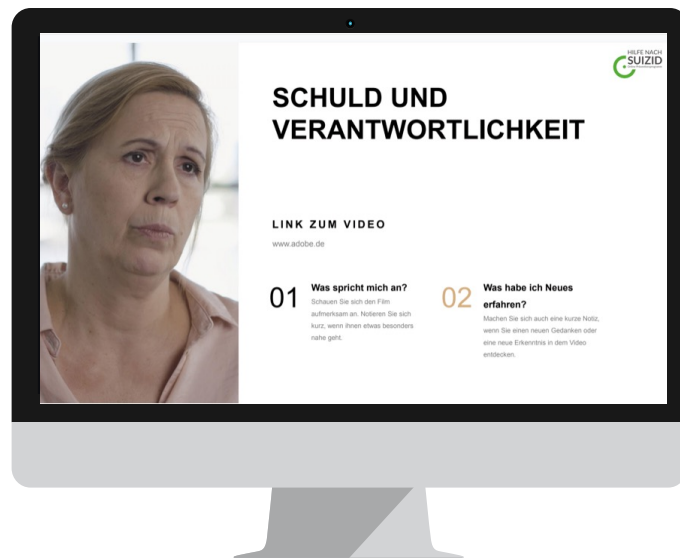 HILFE NACH
SUIZID
SCHULD UND
VERANTWORTLICHKEIT
LINK ZUM VIDEO
www.adobe.de
01
Was spricht mich an?
Schauen Sie sich den Film
aufmerksam an. Notieren Sie sich
kurz, wenn ihnen etwas besonders
nahe geht.
02
Was habe ich Neues
erfahren?
Machen Sie sich auch eine kurze Notiz,
wenn Sie einen neuen Gedanken oder
eine neue Erkenntnis in dem Video
entdecken.